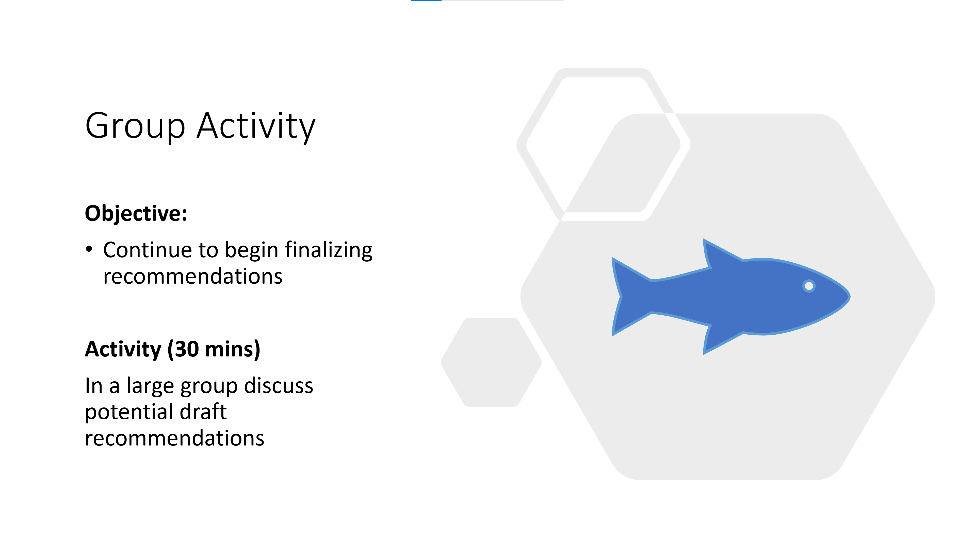 Group Activity
Objective:
• Continue to begin finalizing
recommendations
Activity (30 mins)
In a large group discuss
potential draft
recommendations